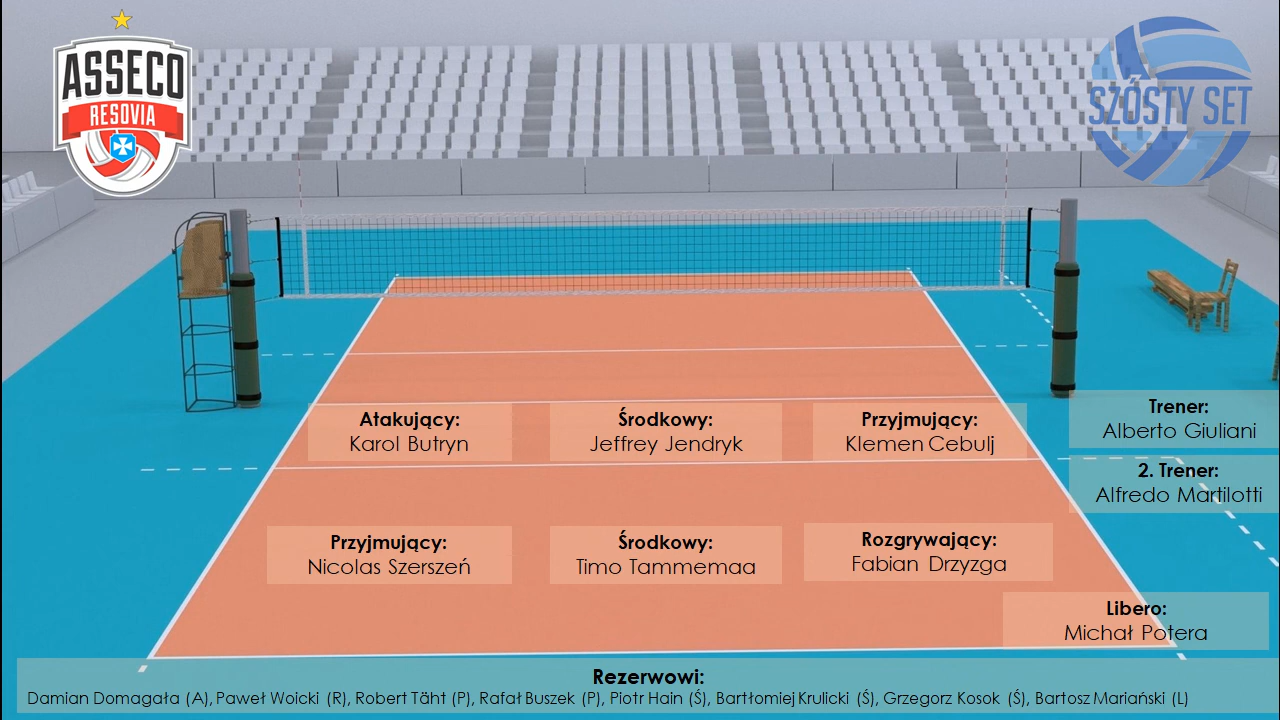 ASSECO
RESOVIA
SZÓSTY SET
Atakujący:
Karol Butryn
Środkowy:
Jeffrey Jendryk
Przyjmujący:
Klemen Cebulj
Trener:
Alberto Giuliani
2. Trener:
Alfredo Martilotti
Przyjmujący:
Nicolas Szerszeń
Środkowy:
Timo Tammemaa
Rozgrywający:
Fabian Drzyzga
Libero:
Michał Potera
Rezerwowi:
Damian Domagała (A), Paweł Woicki (R), Robert Täht (P), Rafał Buszek (P), Piotr Hain (Ś), Bartłomiej Krulicki (Ś), Grzegorz Kosok (Ś), Bartosz Mariański (L)